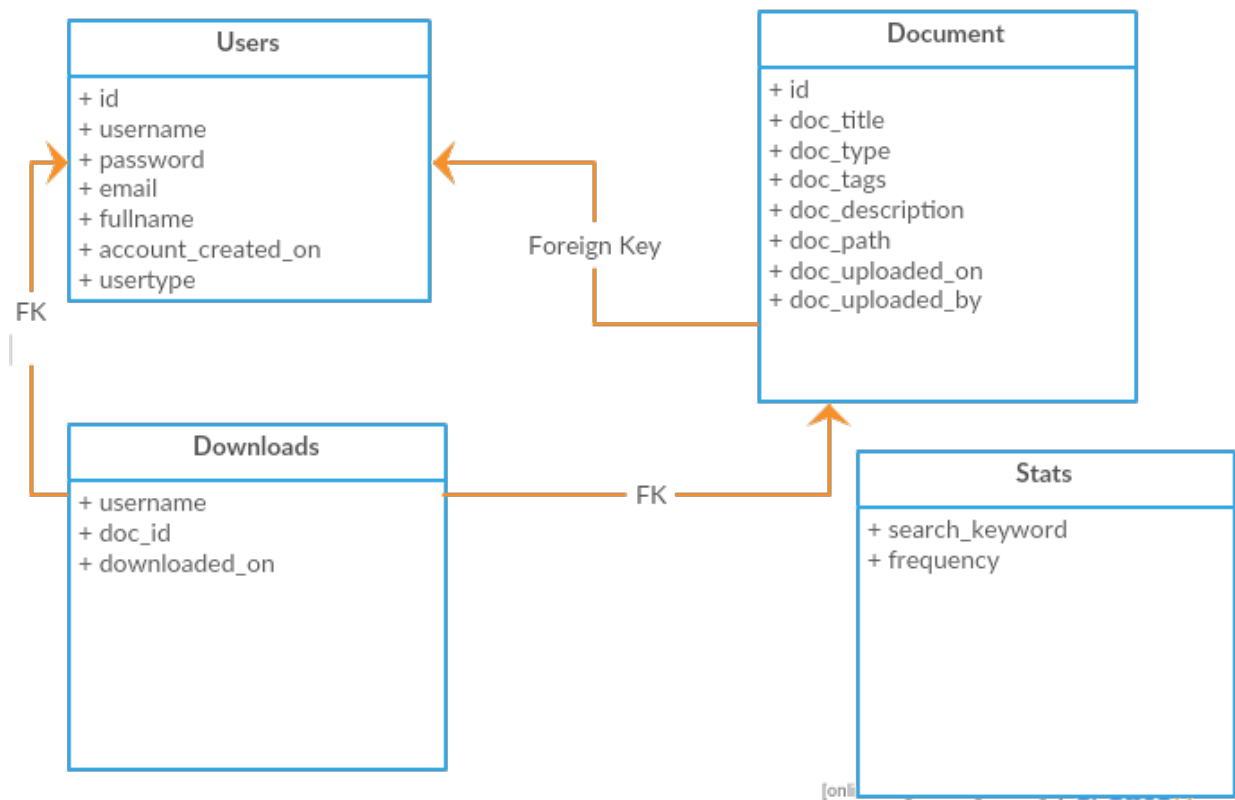 Users
+ id
+ username
+ password
+ email
+ fullname
+ account_created_on
+ usertype
Document
+ id
+ doc_title
+ doc_type
+ doc_tags
+ doc_description
+ doc_path
+ doc_uploaded_on
+ doc_uploaded_by
Foreign Key
FK
Downloads
+ username
+ doc_id
+ downloaded_on
FK
Stats
+ search_keyword
+ frequency